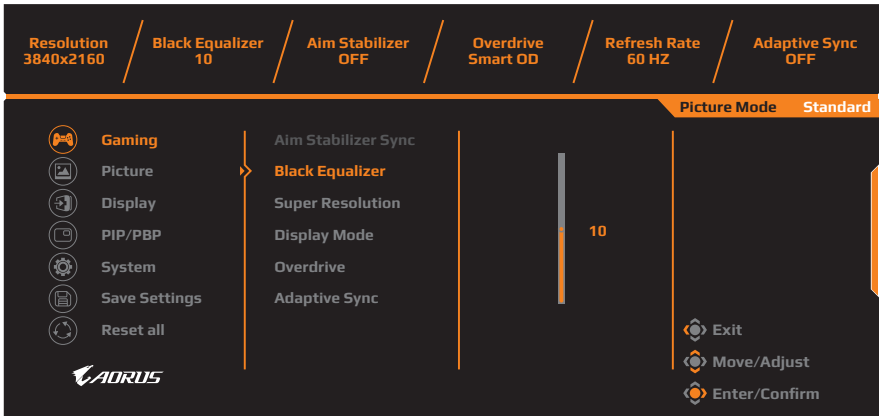 Resolution Black Equalizer Aim Stabilizer Overdrive Refresh Rate Adaptive Sync
3840x2160 10 OFF Smart OD 60 HZ OFF
Picture Mode Standard
Gaming
Picture
Display
PIP/PBP
System
Save Settings
Reset all
Aim Stabilizer Sync
Black Equalizer
Super Resolution
Display Mode
Overdrive
Adaptive Sync
10
Exit
Move/Adjust
Enter/Confirm
AORUS